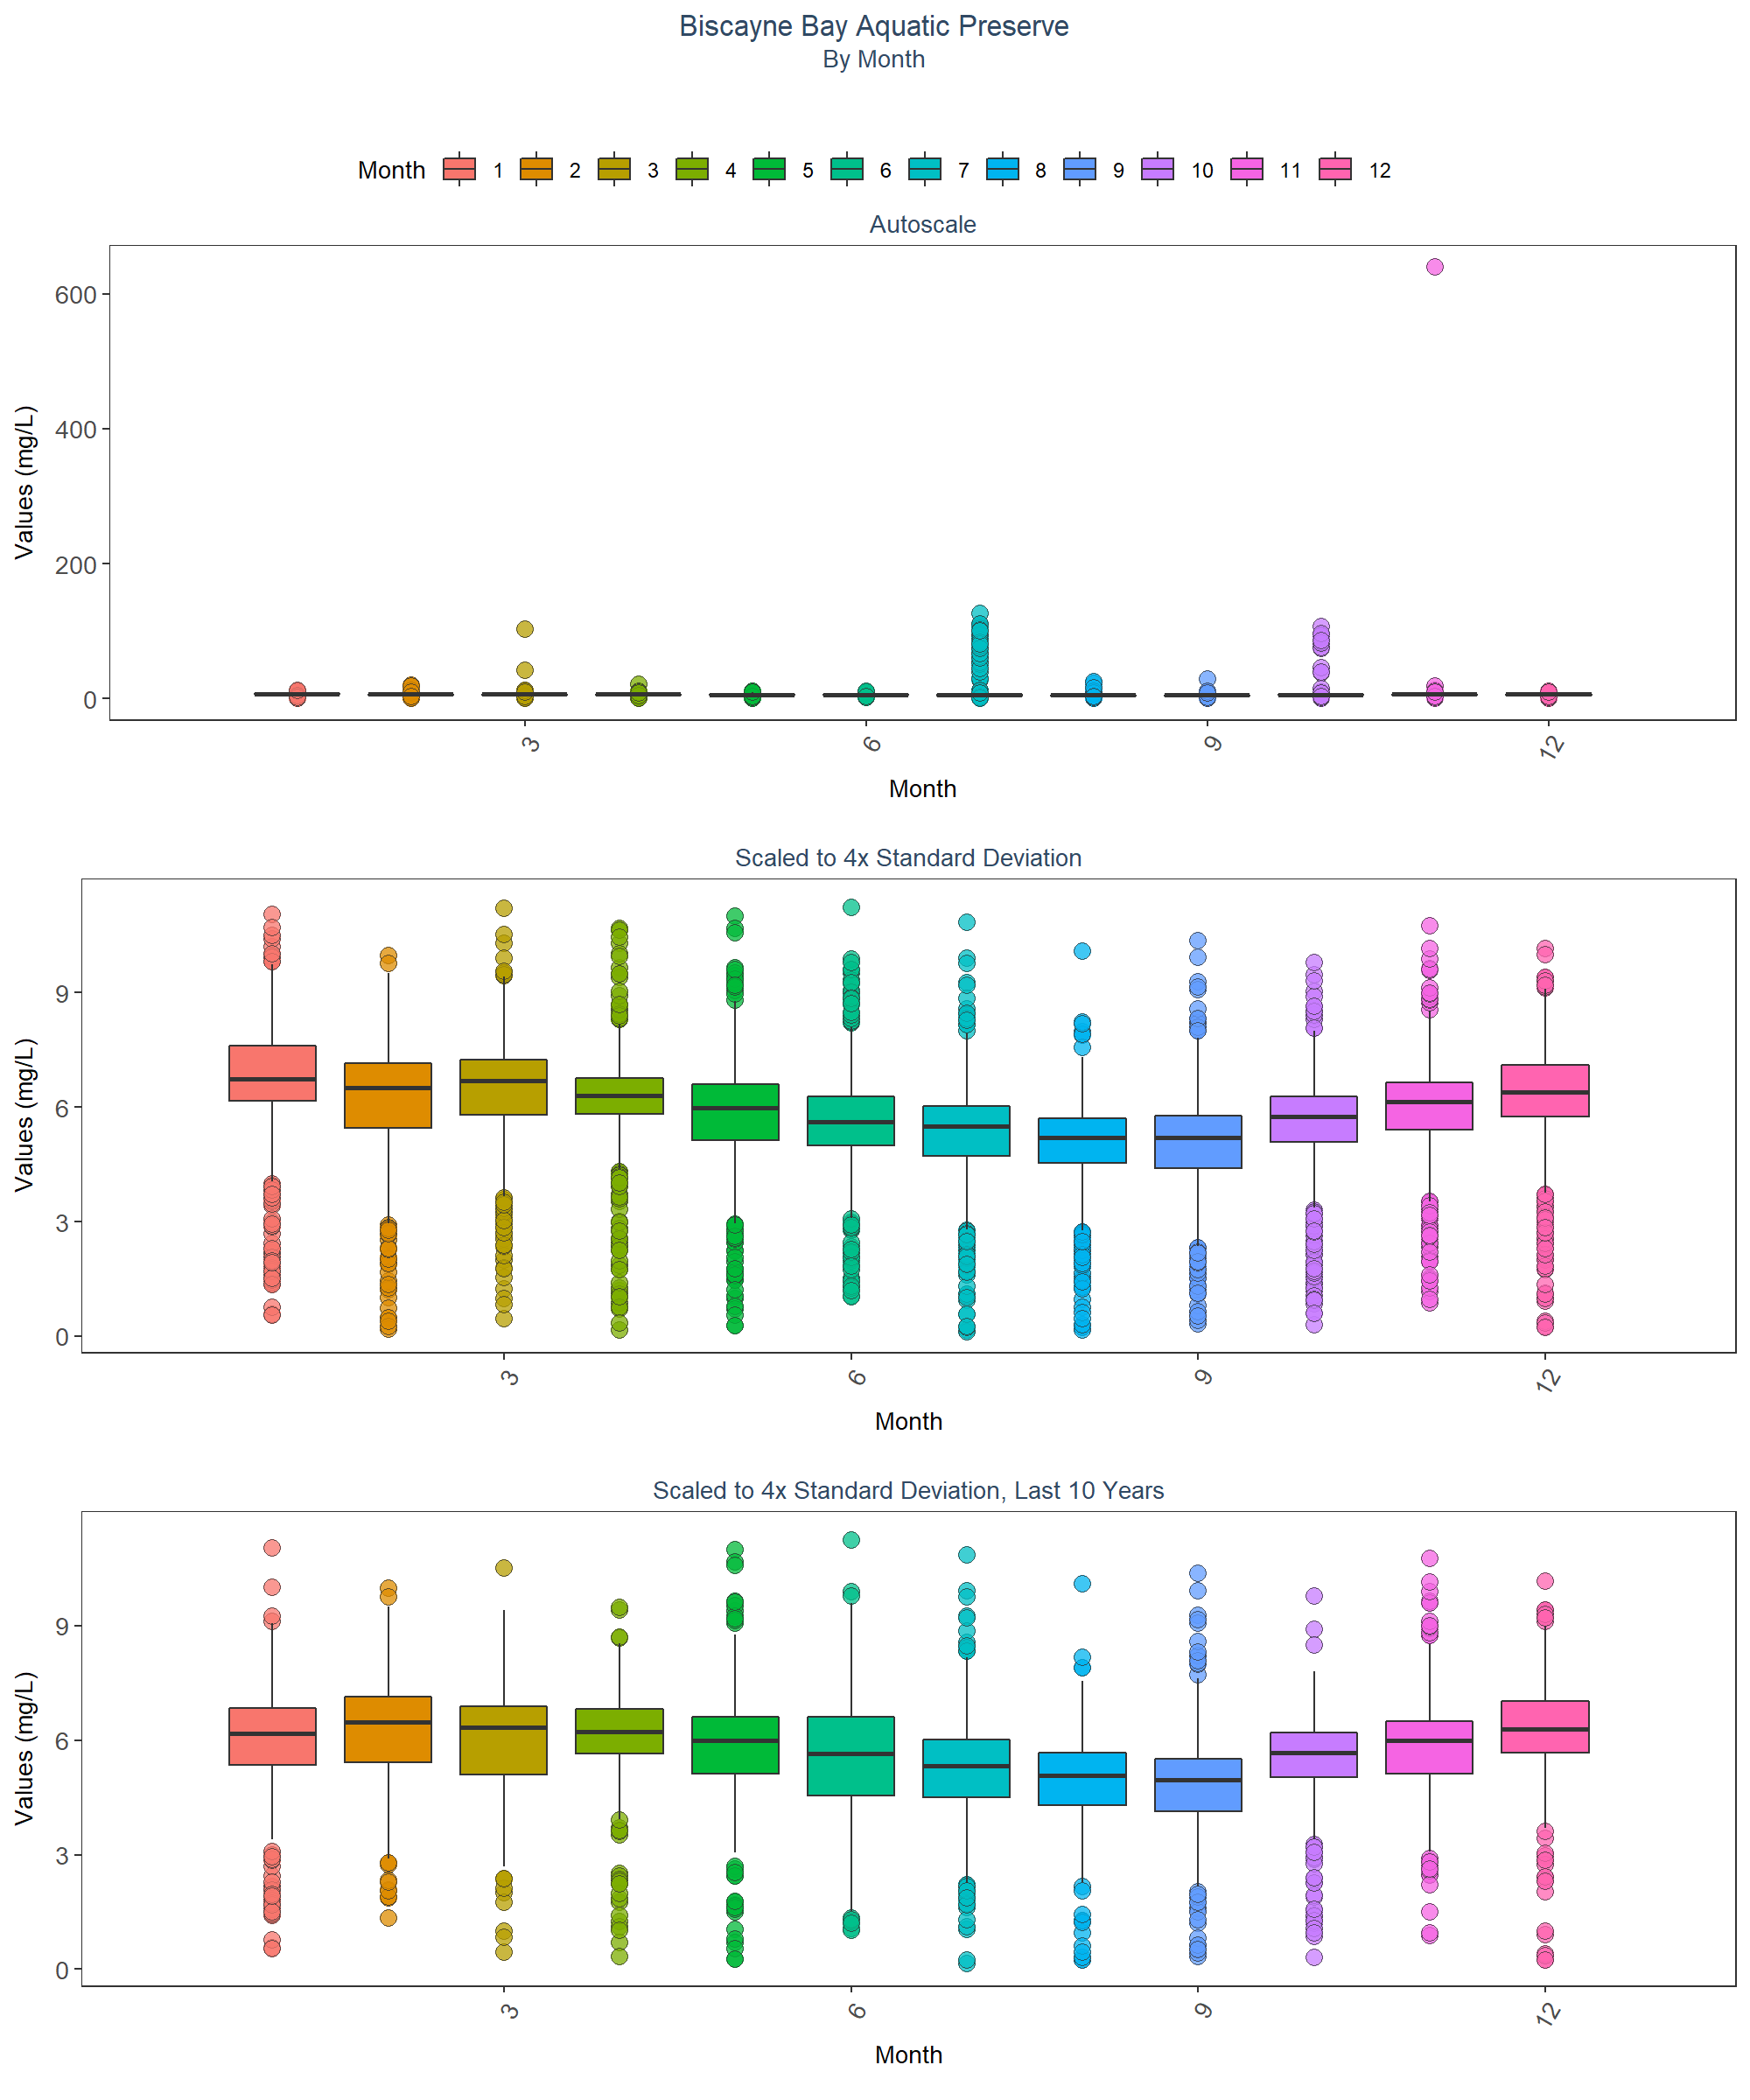 Biscayne Bay Aquatic Preserve
By Month
Month 1 2 3 4 5 6 7 8 9 10 11 12
Autoscale
Values (mg/L)
600
400
200
0
3 6 9 12
Month
Scaled to 4x Standard Deviation
Values (mg/L)
9
6
3
0
3 6 9 12
Month
Scaled to 4x Standard Deviation, Last 10 Years
Values (mg/L)
9
6
3
0
3 6 9 12
Month